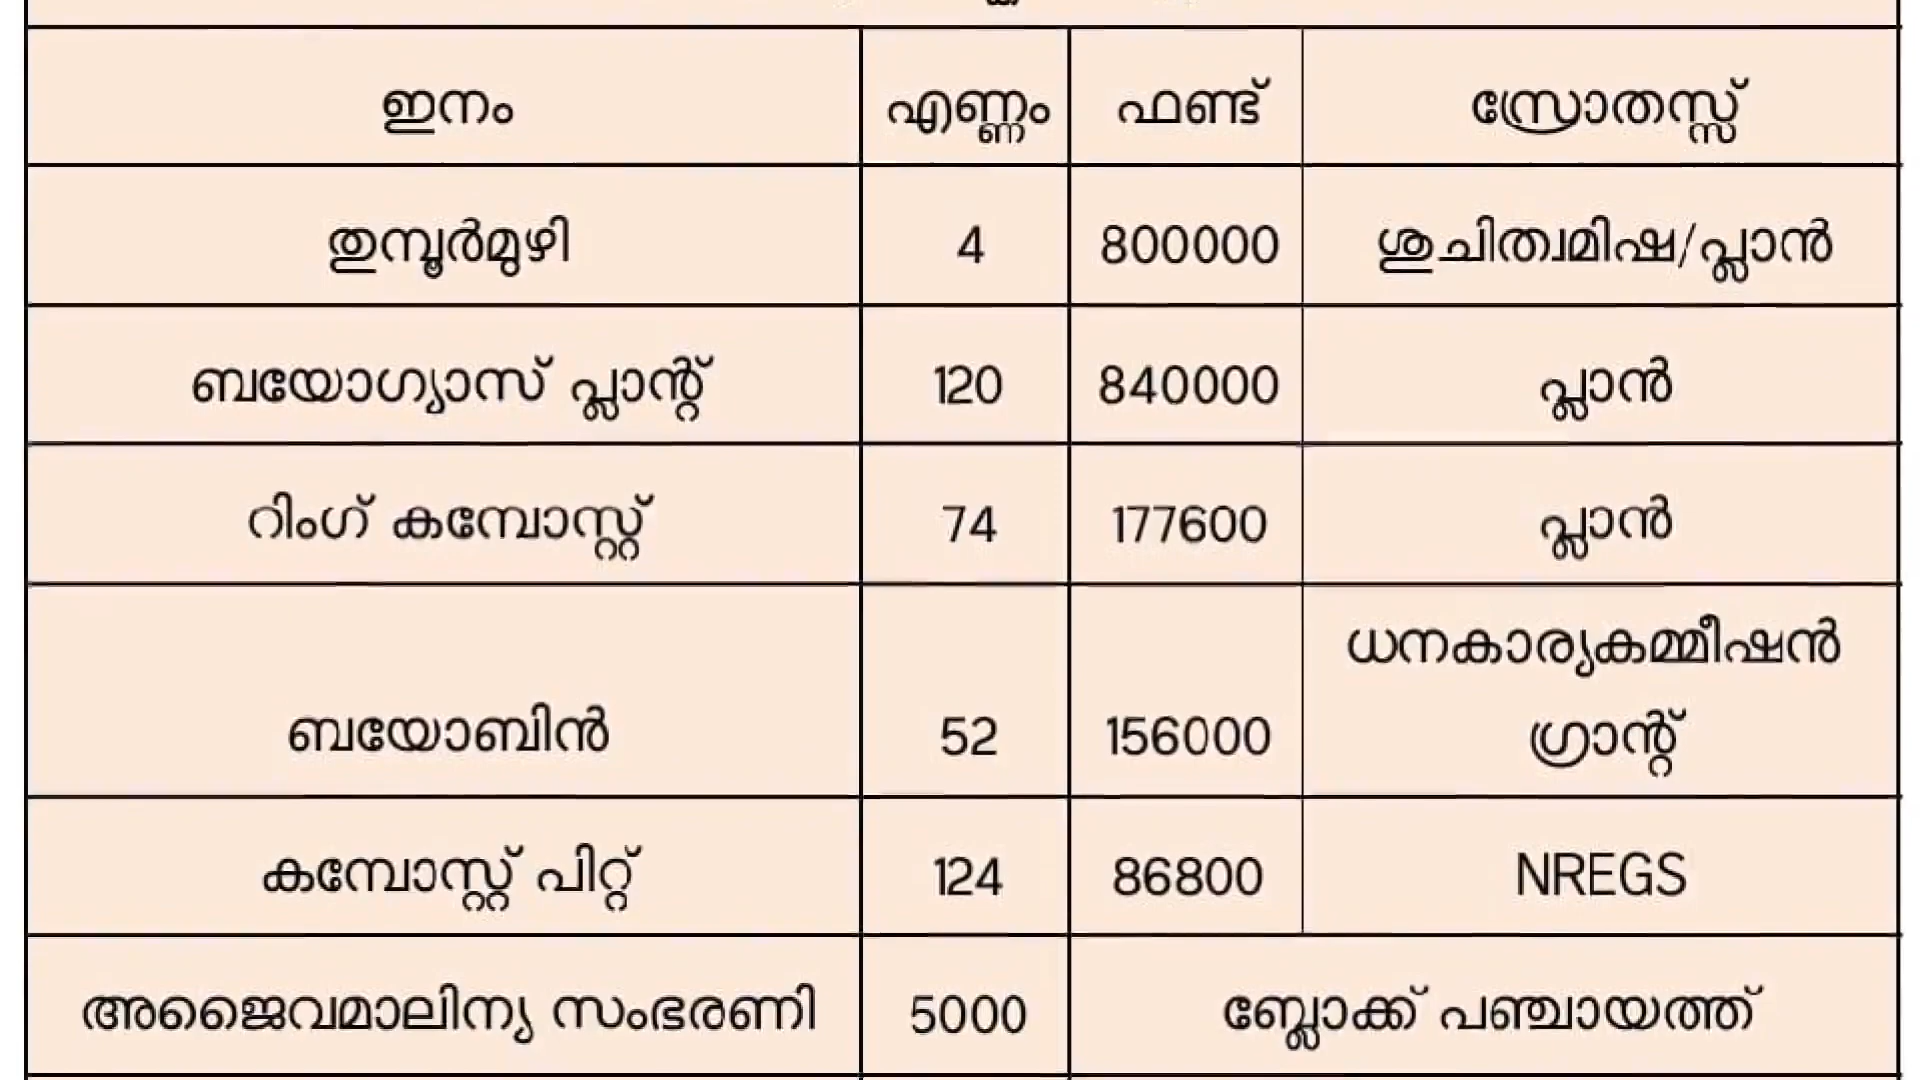 ഇനം എണ്ണം ഫണ്ട് സ്രോതസ്സ്
തുമ്പൂർമുഴി 4 800000 ശുചിത്വമിഷ/പ്ലാൻ
ബയോഗ്യാസ് പ്ലാന്റ് 120 840000 പ്ലാൻ
റിംഗ് കമ്പോസ്റ്റ് 74 177600 പ്ലാൻ
ധനകാര്യകമ്മീഷൻ
ബയോബിൻ 52 156000 ഗ്രാന്റ്
കമ്പോസ്റ്റ് പിറ്റ് 124 86800 NREGS
അജൈവമാലിന്യ സംഭരണി 5000 ബ്ലോക്ക് പഞ്ചായത്ത്